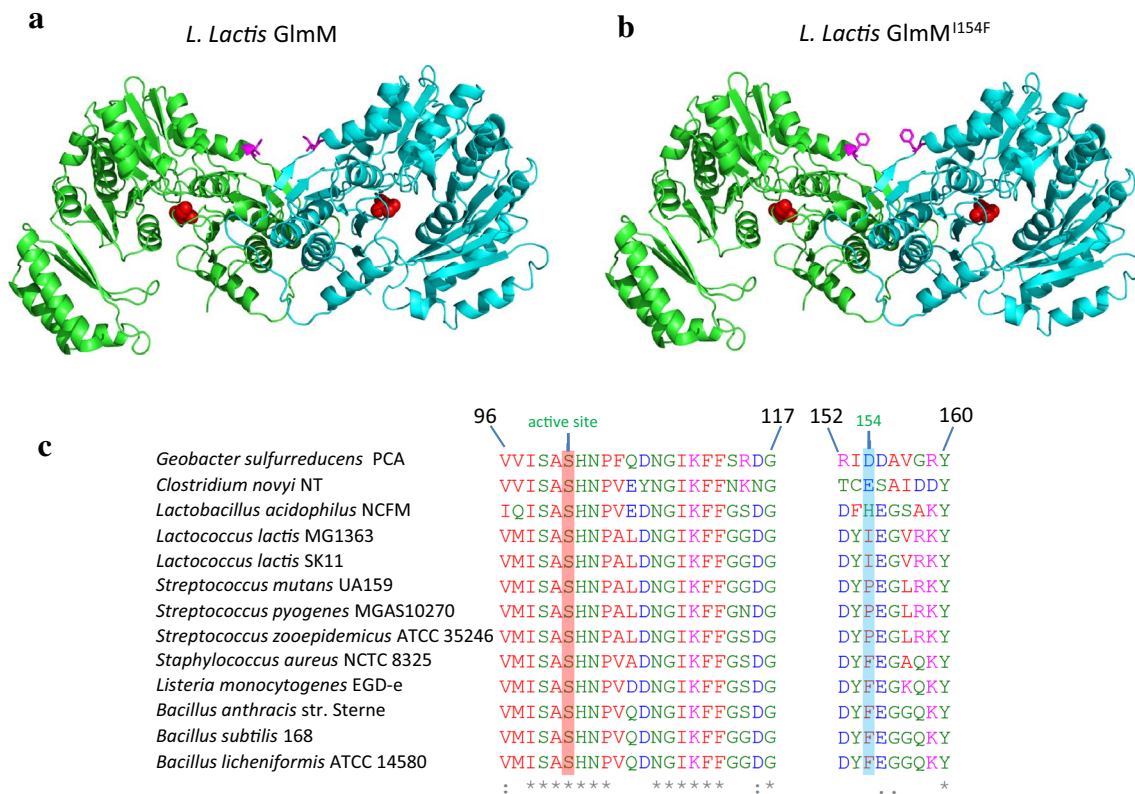 a
L. Lactis GlmM
b
L. Lactis GlmM^I154F
c
96 active site 117 152 154 160
Geobacter sulfurreducens PCA VVISASHNPFQDNGIKFFSRDG RIDDAVGRY
Clostridium novyi NT VVISASHNPVEYNGIKFFNKNG TCESAIDDY
Lactobacillus acidophilus NCFM IQISASHNPVEDNGIKFFGSDG DFHEGSAKY
Lactococcus lactis MG1363 VMISASHNPALDNGIKFFGSDG DYIEGVRKY
Lactococcus lactis SK11 VMISASHNPALDNGIKFFGSDG DYIEGVRKY
Streptococcus mutans UA159 VMISASHNPALDNGIKFFGSDG DYPEGLRKY
Streptococcus pyogenes MGAS10270 VMISASHNPALDNGIKFFGNDG DYPEGLRKY
Streptococcus zooepidemicus ATCC 35246 VMISASHNPALDNGIKFFGSDG DYPEGLRKY
Staphylococcus aureus NCTC 8325 VMISASHNPVADNGIKFFGSDG DYFEGAQKY
Listeria monocytogenes EGD-e VMISASHNPVDDNGIKFFGSDG DYFEGKQKY
Bacillus anthracis str. Sterne VMISASHNPVQDNGIKFFGSDG DYFEGGQKY
Bacillus subtilis 168 VMISASHNPVQDNGIKFFGGDG DYFEGGQKY
Bacillus licheniformis ATCC 14580 VMISASHNPVQDNGIKFFGGDG DYFEGGQKY
: ******* ****** :* .. *